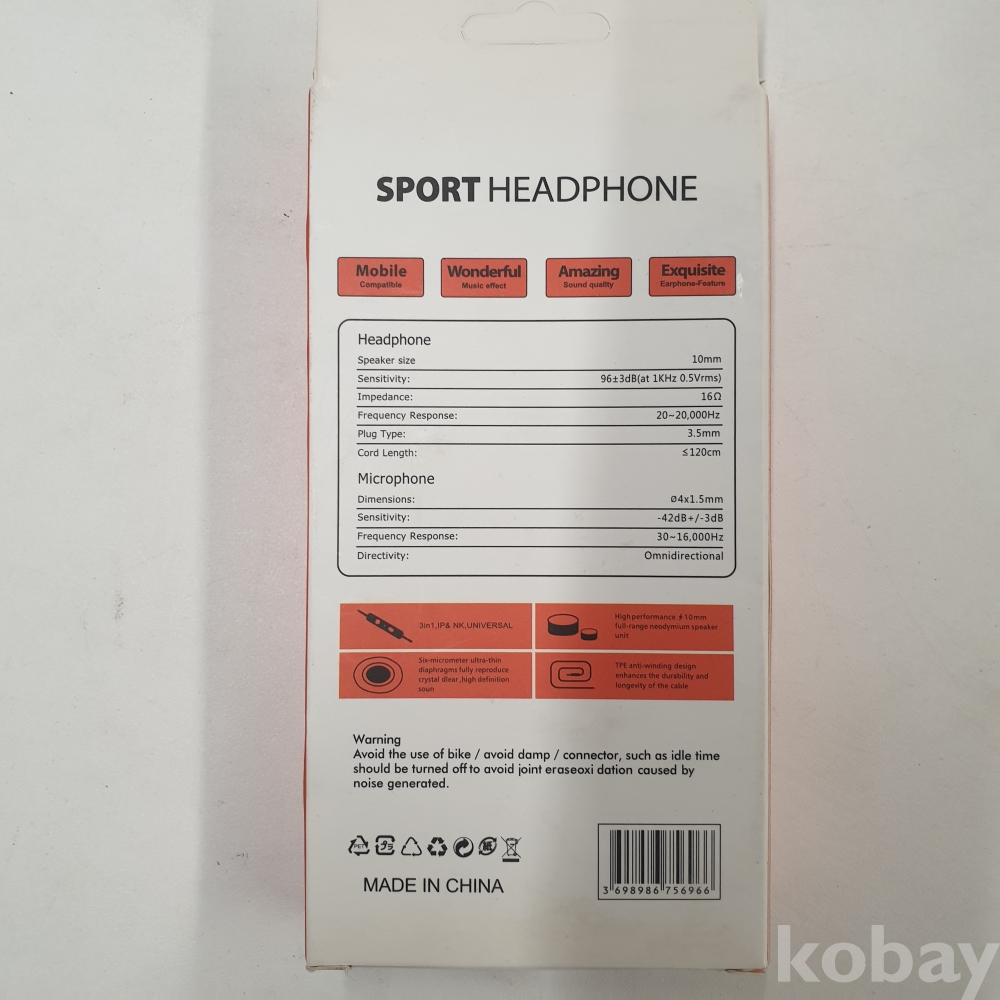 SPORT HEADPHONE
Mobile
Compatible
Wonderful
Music effect
Amazing
Sound quality
Exquisite
Earphone-Feature
Headphone
Speaker size 10mm
Sensitivity: 96±3dB(at 1KHz 0.5Vrms)
Impedance: 16Ω
Frequency Response: 20~20,000Hz
Plug Type: 3.5mm
Cord Length: ≤120cm
Microphone
Dimensions: ø4x1.5mm
Sensitivity: -42dB+/-3dB
Frequency Response: 30~16,000Hz
Directivity: Omnidirectional
3in1,IP& NK,UNIVERSAL
High performance ⚡10mm
full-range neodymium speaker
unit
Six-micrometer ultra-thin
diaphragms fully reproduce
crystal dlear ,high definition
soun
TPE anti-winding design
enhances the durability and
longevity of the cable
Warning
Avoid the use of bike / avoid damp / connector, such as idle time
should be turned off to avoid joint eraseoxi dation caused by
noise generated.
PET
プラ
MADE IN CHINA
3 698986 756966
kobay